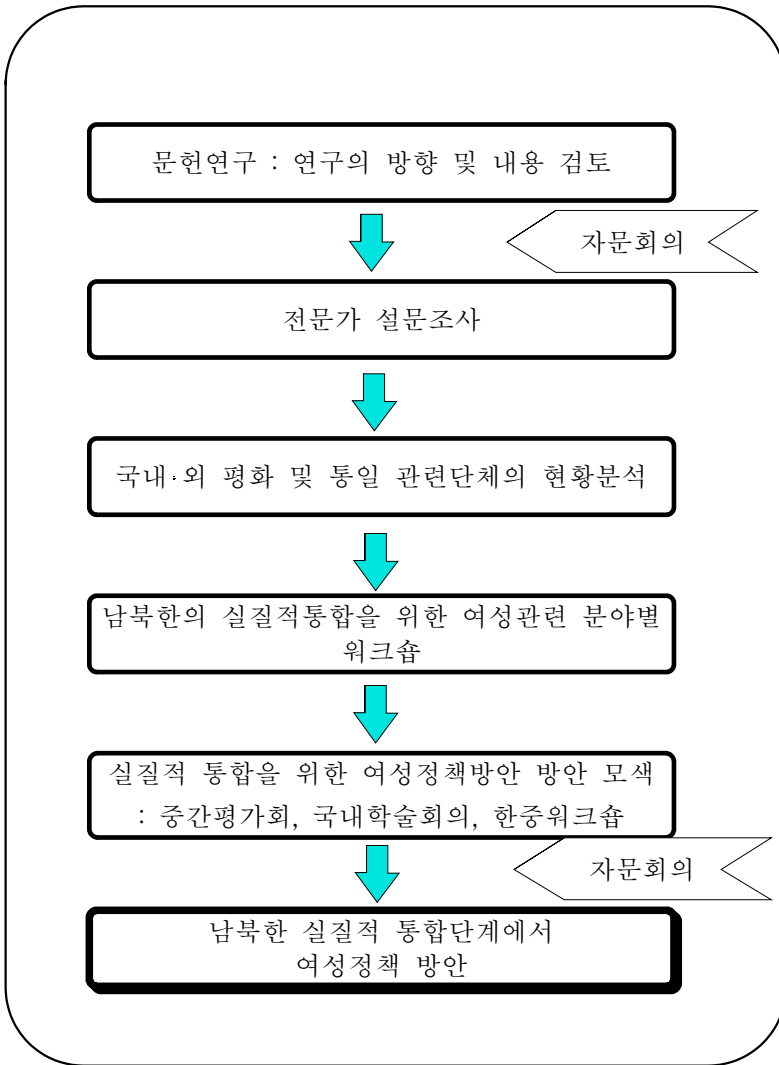 문헌연구 : 연구의 방향 및 내용 검토
자문회의
전문가 설문조사
국내·외 평화 및 통일 관련단체의 현황분석
남북한의 실질적통합을 위한 여성관련 분야별
워크숍
실질적 통합을 위한 여성정책방안 방안 모색
: 중간평가회, 국내학술회의, 한중워크숍
자문회의
남북한 실질적 통합단계에서
여성정책 방안